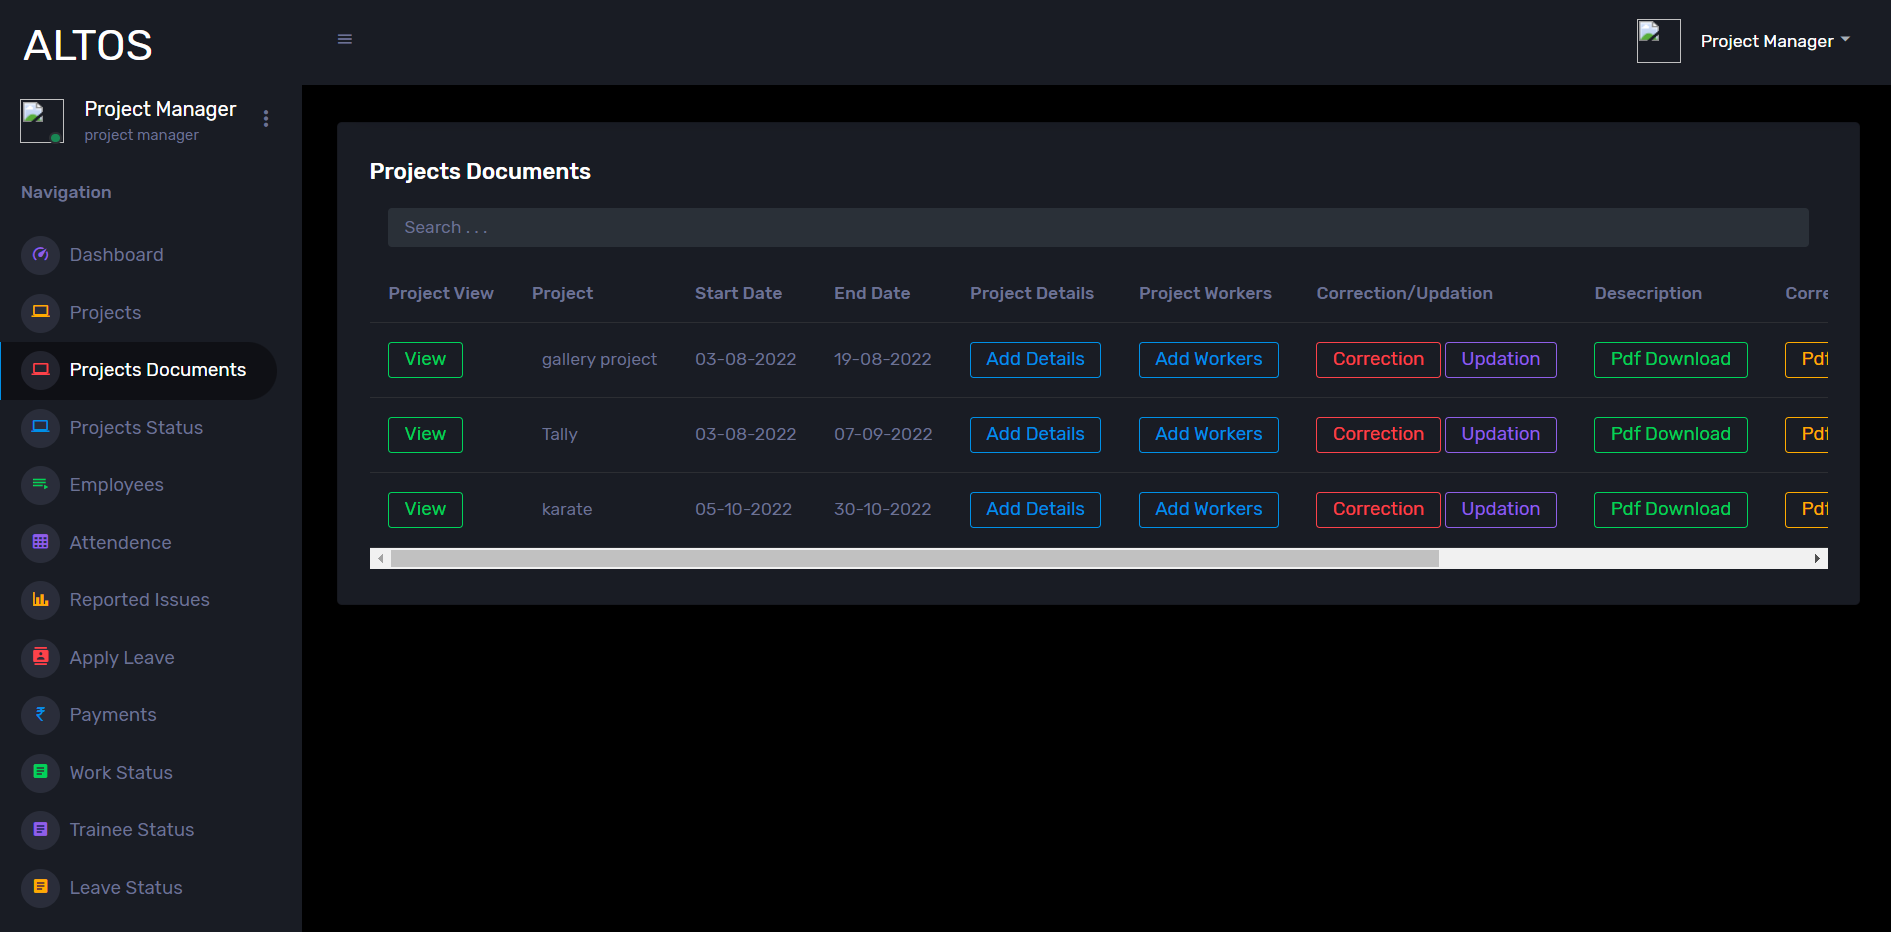 ALTOS
Project Manager
Project Manager
project manager
Navigation
Dashboard
Projects
Projects Documents
Projects Status
Employees
Attendence
Reported Issues
Apply Leave
Payments
Work Status
Trainee Status
Leave Status
Projects Documents
Search . . .
Project View Project Start Date End Date Project Details Project Workers Correction/Updation Desecription Corre
View gallery project 03-08-2022 19-08-2022 Add Details Add Workers Correction Updation Pdf Download Pdf
View Tally 03-08-2022 07-09-2022 Add Details Add Workers Correction Updation Pdf Download Pdf
View karate 05-10-2022 30-10-2022 Add Details Add Workers Correction Updation Pdf Download Pdf